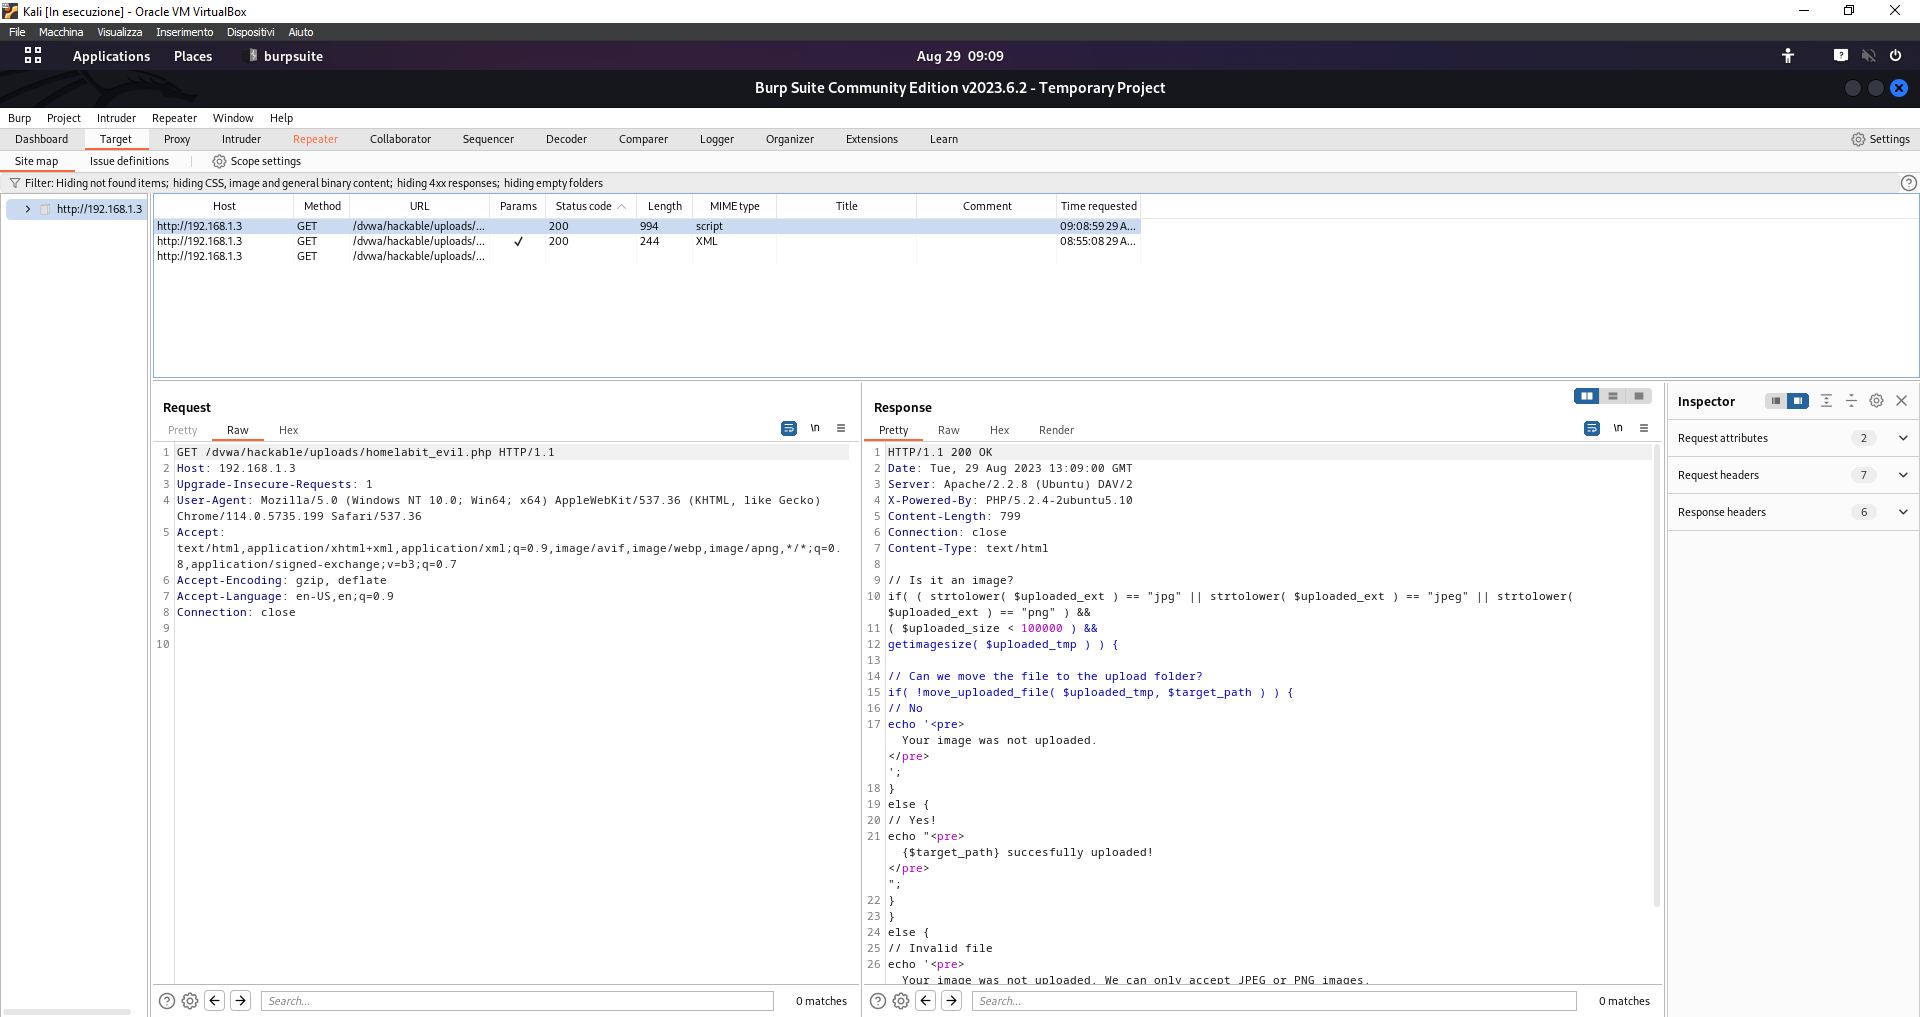 Kali [In esecuzione] - Oracle VM VirtualBox
File Macchina Visualizza Inserimento Dispositivi Aiuto
Applications Places burpsuite Aug 29 09:09
Burp Suite Community Edition v2023.6.2 - Temporary Project
Burp Project Intruder Repeater Window Help
Dashboard Target Proxy Intruder Repeater Collaborator Sequencer Decoder Comparer Logger Organizer Extensions Learn Settings
Site map Issue definitions Scope settings
Filter: Hiding not found items; hiding CSS, image and general binary content; hiding 4xx responses; hiding empty folders
http://192.168.1.3
Host Method URL Params Status code Length MIME type Title Comment Time requested
http://192.168.1.3 GET /dvwa/hackable/uploads/... 200 994 script 09:08:59 29 A...
http://192.168.1.3 GET /dvwa/hackable/uploads/... ✓ 200 244 XML 08:55:08 29 A...
http://192.168.1.3 GET /dvwa/hackable/uploads/...
Request
Pretty Raw Hex \n
1 GET /dvwa/hackable/uploads/homelabit_evil.php HTTP/1.1
2 Host: 192.168.1.3
3 Upgrade-Insecure-Requests: 1
4 User-Agent: Mozilla/5.0 (Windows NT 10.0; Win64; x64) AppleWebKit/537.36 (KHTML, like Gecko)
Chrome/114.0.5735.199 Safari/537.36
5 Accept:
text/html,application/xhtml+xml,application/xml;q=0.9,image/avif,image/webp,image/apng,*/*;q=0.
8,application/signed-exchange;v=b3;q=0.7
6 Accept-Encoding: gzip, deflate
7 Accept-Language: en-US,en;q=0.9
8 Connection: close
9
10
Search... 0 matches
Response
Pretty Raw Hex Render \n
1 HTTP/1.1 200 OK
2 Date: Tue, 29 Aug 2023 13:09:00 GMT
3 Server: Apache/2.2.8 (Ubuntu) DAV/2
4 X-Powered-By: PHP/5.2.4-2ubuntu5.10
5 Content-Length: 799
6 Connection: close
7 Content-Type: text/html
8
9 // Is it an image?
10 if( ( strtolower( $uploaded_ext ) == "jpg" || strtolower( $uploaded_ext ) == "jpeg" || strtolower(
$uploaded_ext ) == "png" ) &&
11 ( $uploaded_size < 100000 ) &&
12 getimagesize( $uploaded_tmp ) ) {
13
14 // Can we move the file to the upload folder?
15 if( !move_uploaded_file( $uploaded_tmp, $target_path ) ) {
16 // No
17 echo '<pre>
Your image was not uploaded.
</pre>
';
18 }
19 else {
20 // Yes!
21 echo "<pre>
{$target_path} succesfully uploaded!
</pre>
";
22 }
23 }
24 else {
25 // Invalid file
26 echo '<pre>
Your image was not uploaded. We can only accept JPEG or PNG images.
Search... 0 matches
Inspector
Request attributes 2
Request headers 7
Response headers 6